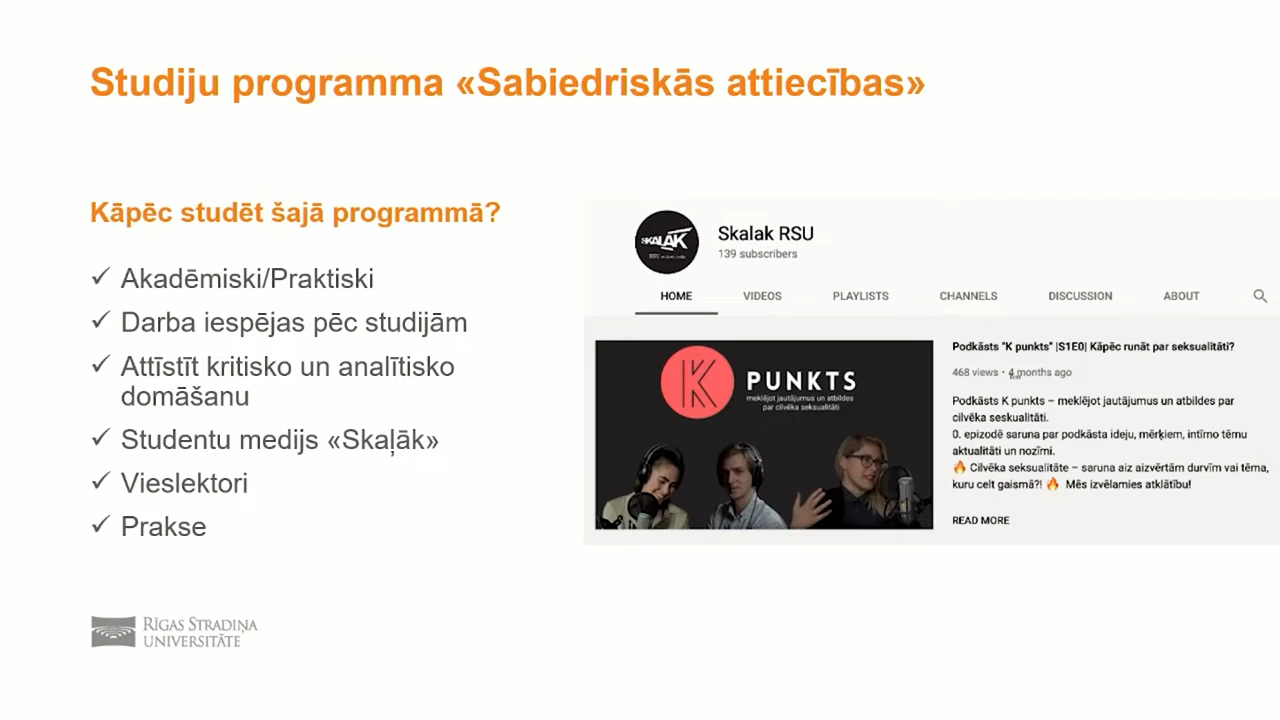 Studiju programma «Sabiedriskās attiecības»
Kāpēc studēt šajā programmā?
✓ Akadēmiski/Praktiski
✓ Darba iespējas pēc studijām
✓ Attīstīt kritisko un analītisko
domāšanu
✓ Studentu medijs «Skaļāk»
✓ Vieslektori
✓ Prakse
RĪGAS STRADIŅA
UNIVERSITĀTE
SKAĻĀK
RSU
Skalak RSU
139 subscribers
HOME VIDEOS PLAYLISTS CHANNELS DISCUSSION ABOUT
K PUNKTS
meklējot jautājumus un atbildes
par cilvēka seksualitāti
Podkāsts "K punkts" |S1E0| Kāpēc runāt par seksualitāti?
468 views • 4 months ago
Podkāsts K punkts – meklējot jautājumus un atbildes par
cilvēka seskualitāti.
0. epizodē saruna par podkāsta ideju, mērķiem, intīmo tēmu
aktualitāti un nozīmi.
🔥 Cilvēka seksualitāte – saruna aiz aizvērtām durvīm vai tēma,
kuru celt gaismā?! 🔥 Mēs izvēlamies atklātību!
READ MORE